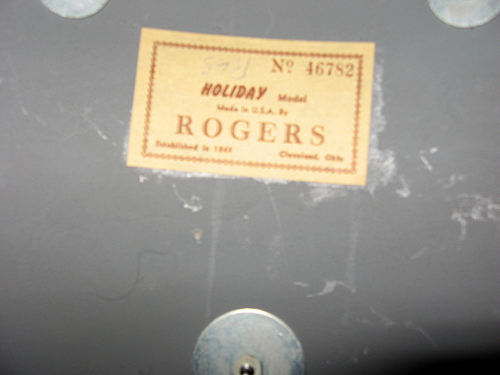 Nº 46782
HOLIDAY Model
Made in U.S.A. By
ROGERS
Established in 1849 Cleveland, Ohio